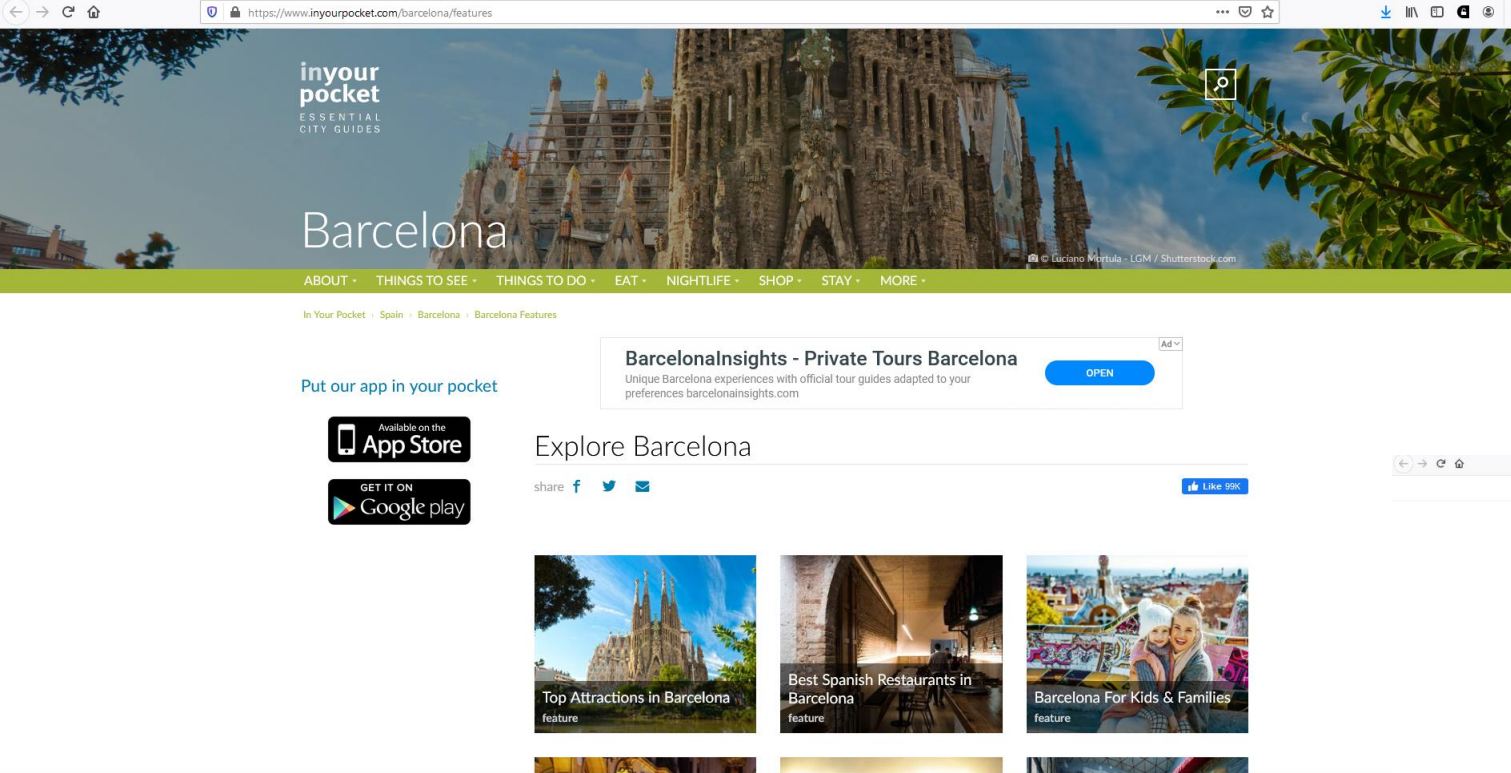 https://www.inyourpocket.com/barcelona/features
inyour
pocket
ESSENTIAL
CITY GUIDES
Barcelona
© Luciano Mortula - LGM / Shutterstock.com
ABOUT THINGS TO SEE THINGS TO DO EAT NIGHTLIFE SHOP STAY MORE
In Your Pocket Spain Barcelona Barcelona Features
Ad
BarcelonaInsights - Private Tours Barcelona
Unique Barcelona experiences with official tour guides adapted to your
preferences barcelonainsights.com
OPEN
Put our app in your pocket
Available on the
App Store
GET IT ON
Google play
Explore Barcelona
share
Like 99K
Top Attractions in Barcelona
feature
Best Spanish Restaurants in
Barcelona
feature
Barcelona For Kids & Families
feature